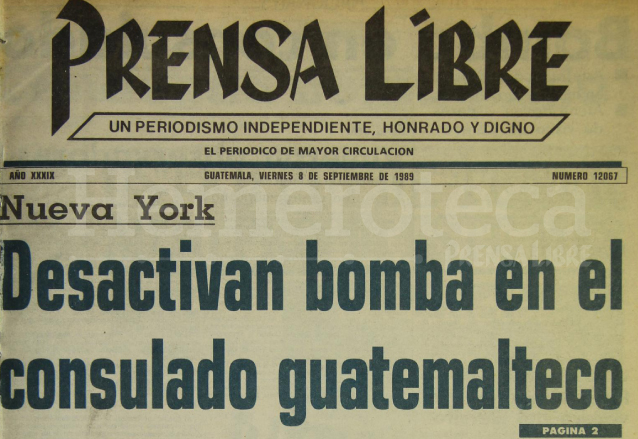 PRENSA LIBRE
UN PERIODISMO INDEPENDIENTE, HONRADO Y DIGNO
EL PERIODICO DE MAYOR CIRCULACION
AÑO XXXIX GUATEMALA, VIERNES 8 DE SEPTIEMBRE DE 1989 NUMERO 12067
Hemeroteca
PRENSA LIBRE
Nueva York
Desactivan bomba en el
consulado guatemalteco
PAGINA 2